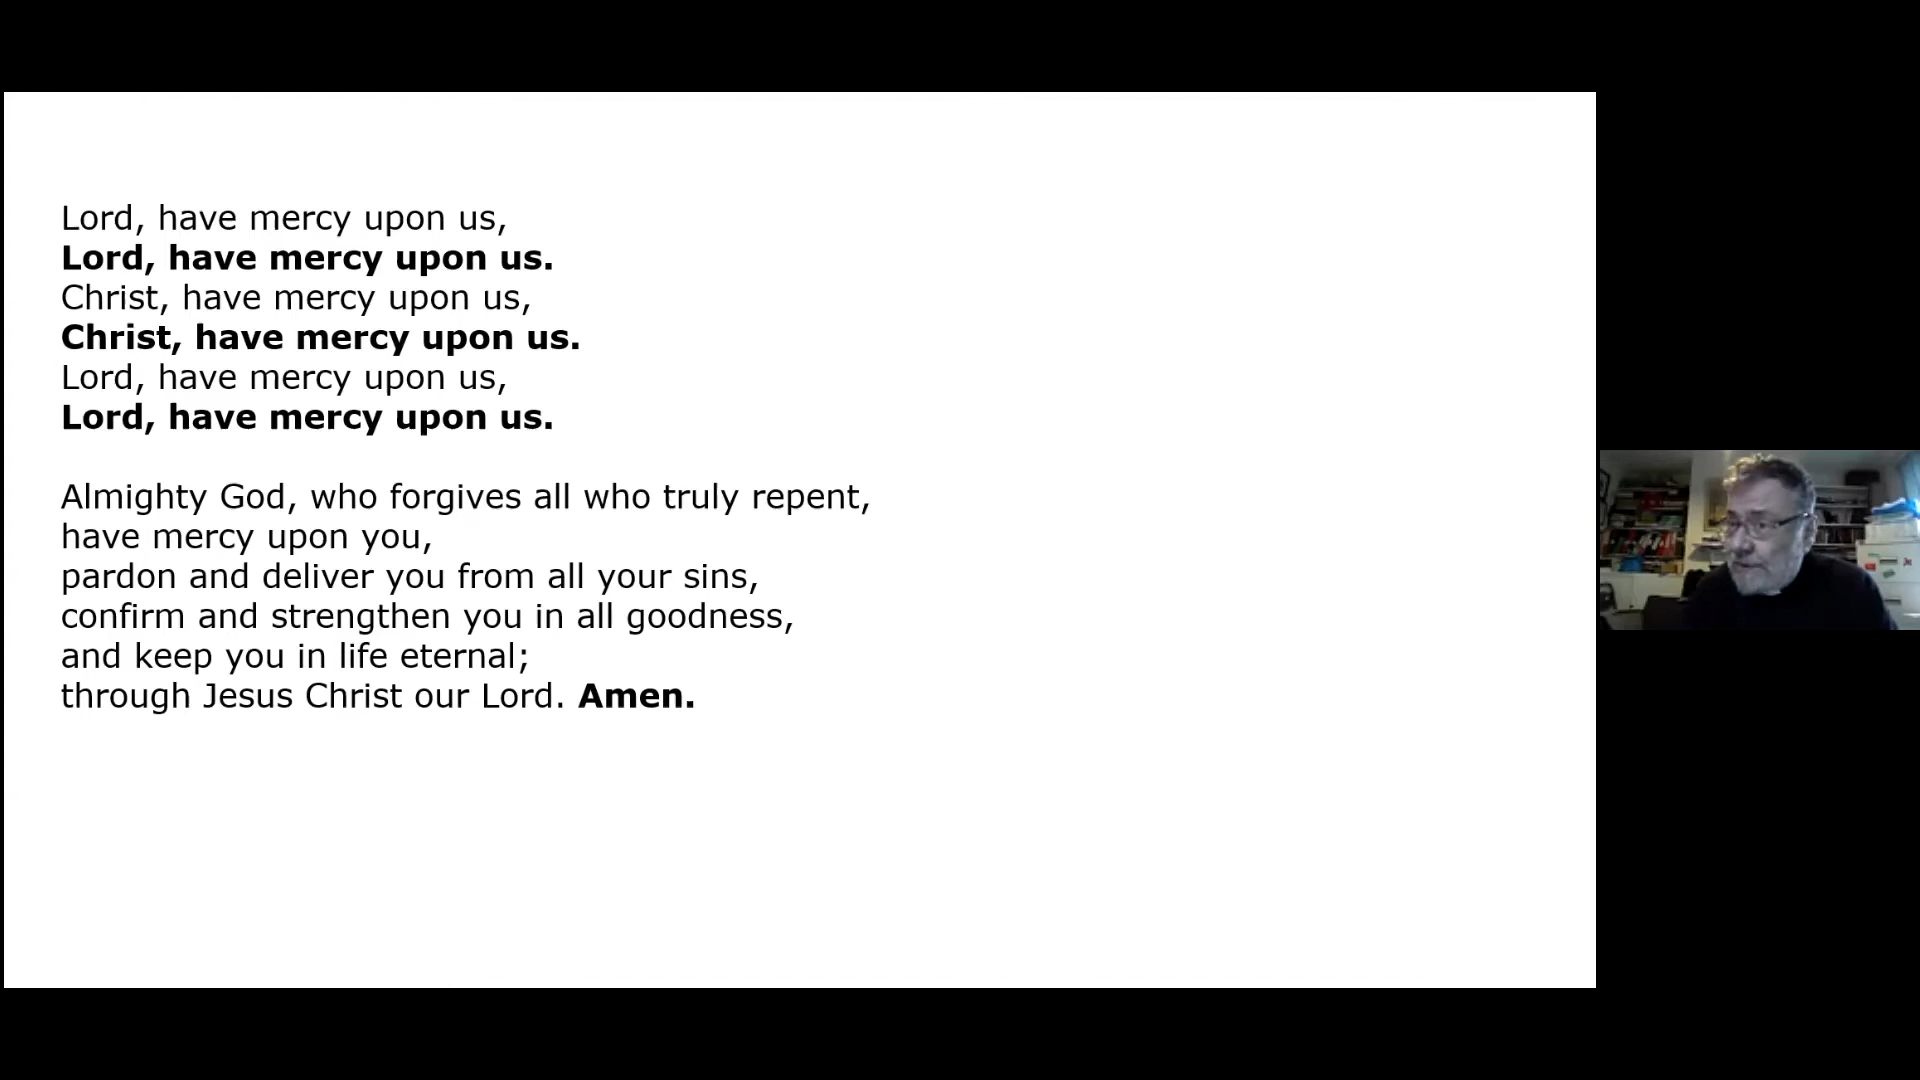 Lord, have mercy upon us,
Lord, have mercy upon us.
Christ, have mercy upon us,
Christ, have mercy upon us.
Lord, have mercy upon us,
Lord, have mercy upon us.
Almighty God, who forgives all who truly repent,
have mercy upon you,
pardon and deliver you from all your sins,
confirm and strengthen you in all goodness,
and keep you in life eternal;
through Jesus Christ our Lord. Amen.